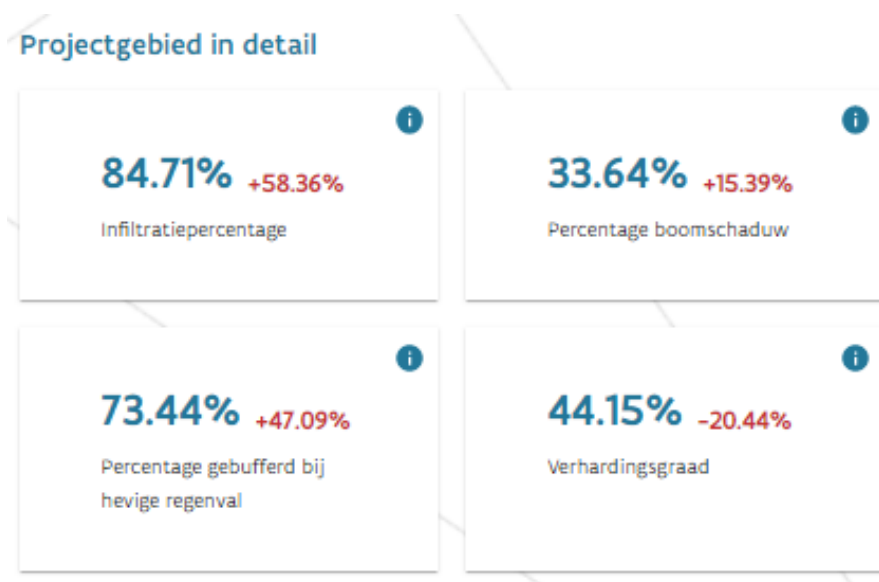 Projectgebied in detail
84.71% +58.36%
Infiltratiepercentage
33.64% +15.39%
Percentage boomschaduw
73.44% +47.09%
Percentage gebufferd bij
hevige regenval
44.15% -20.44%
Verhardingsgraad